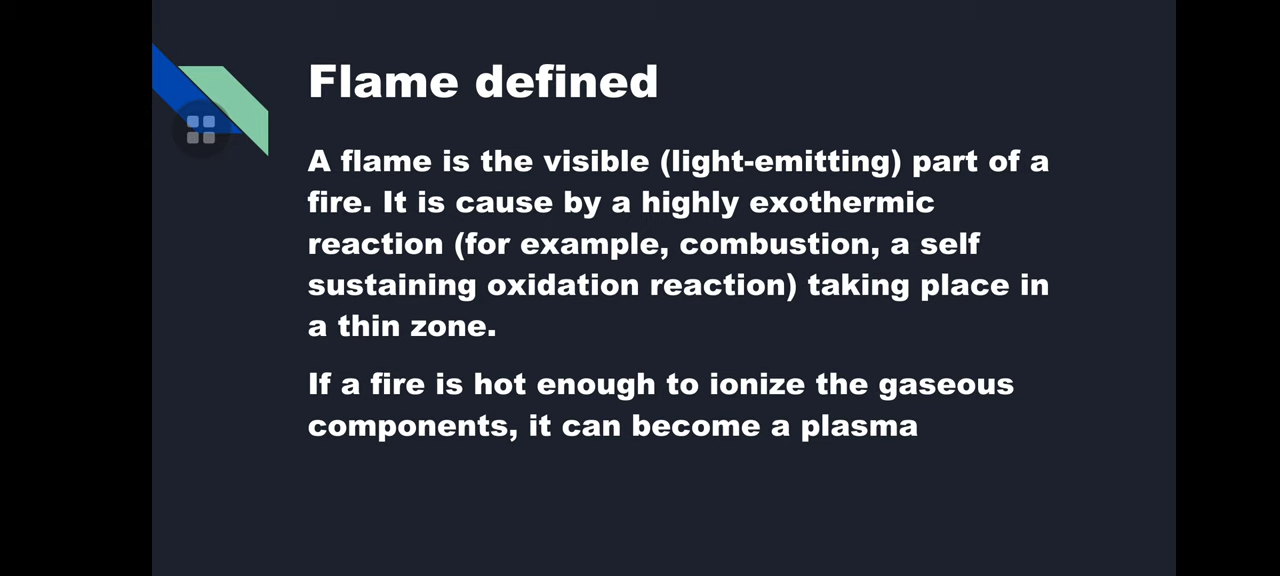 Flame defined
A flame is the visible (light-emitting) part of a
fire. It is cause by a highly exothermic
reaction (for example, combustion, a self
sustaining oxidation reaction) taking place in
a thin zone.
If a fire is hot enough to ionize the gaseous
components, it can become a plasma